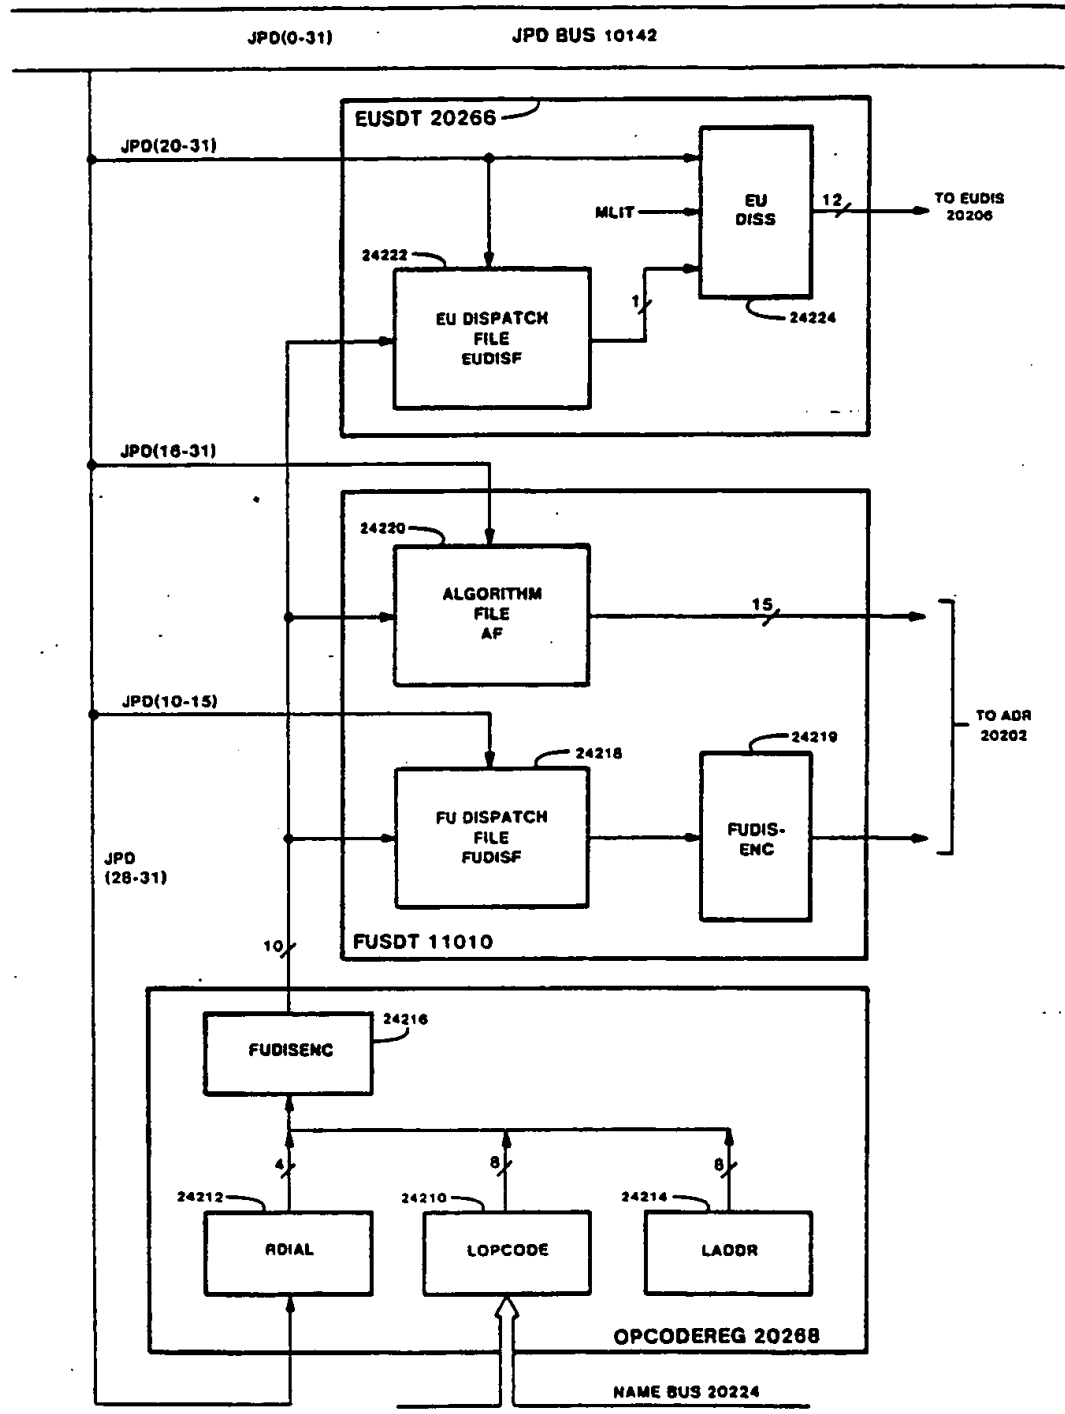 JPD(0-31)
JPD BUS 10142
EUSDT 20266
JPD(20-31)
EU
DISS
12
TO EUDIS
20206
MLIT
24222
1
24224
EU DISPATCH
FILE
EUDISF
JPD(16-31)
24220
ALGORITHM
FILE
AF
15
JPD(10-15)
TO ADR
20202
24218
24219
FU DISPATCH
FILE
FUDISF
FUDIS-
ENC
JPD
(28-31)
FUSDT 11010
10
24216
FUDISENC
4
8
8
24212
24210
24214
RDIAL
LOPCODE
LADDR
OPCODEREG 20268
NAME BUS 20224